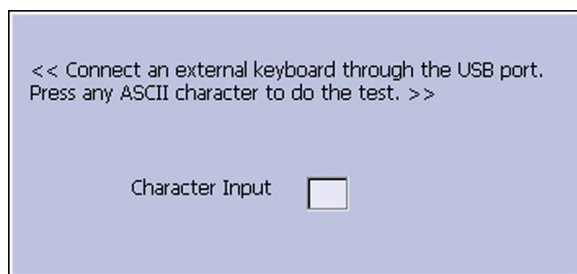 << Connect an external keyboard through the USB port.
Press any ASCII character to do the test. >>
Character Input